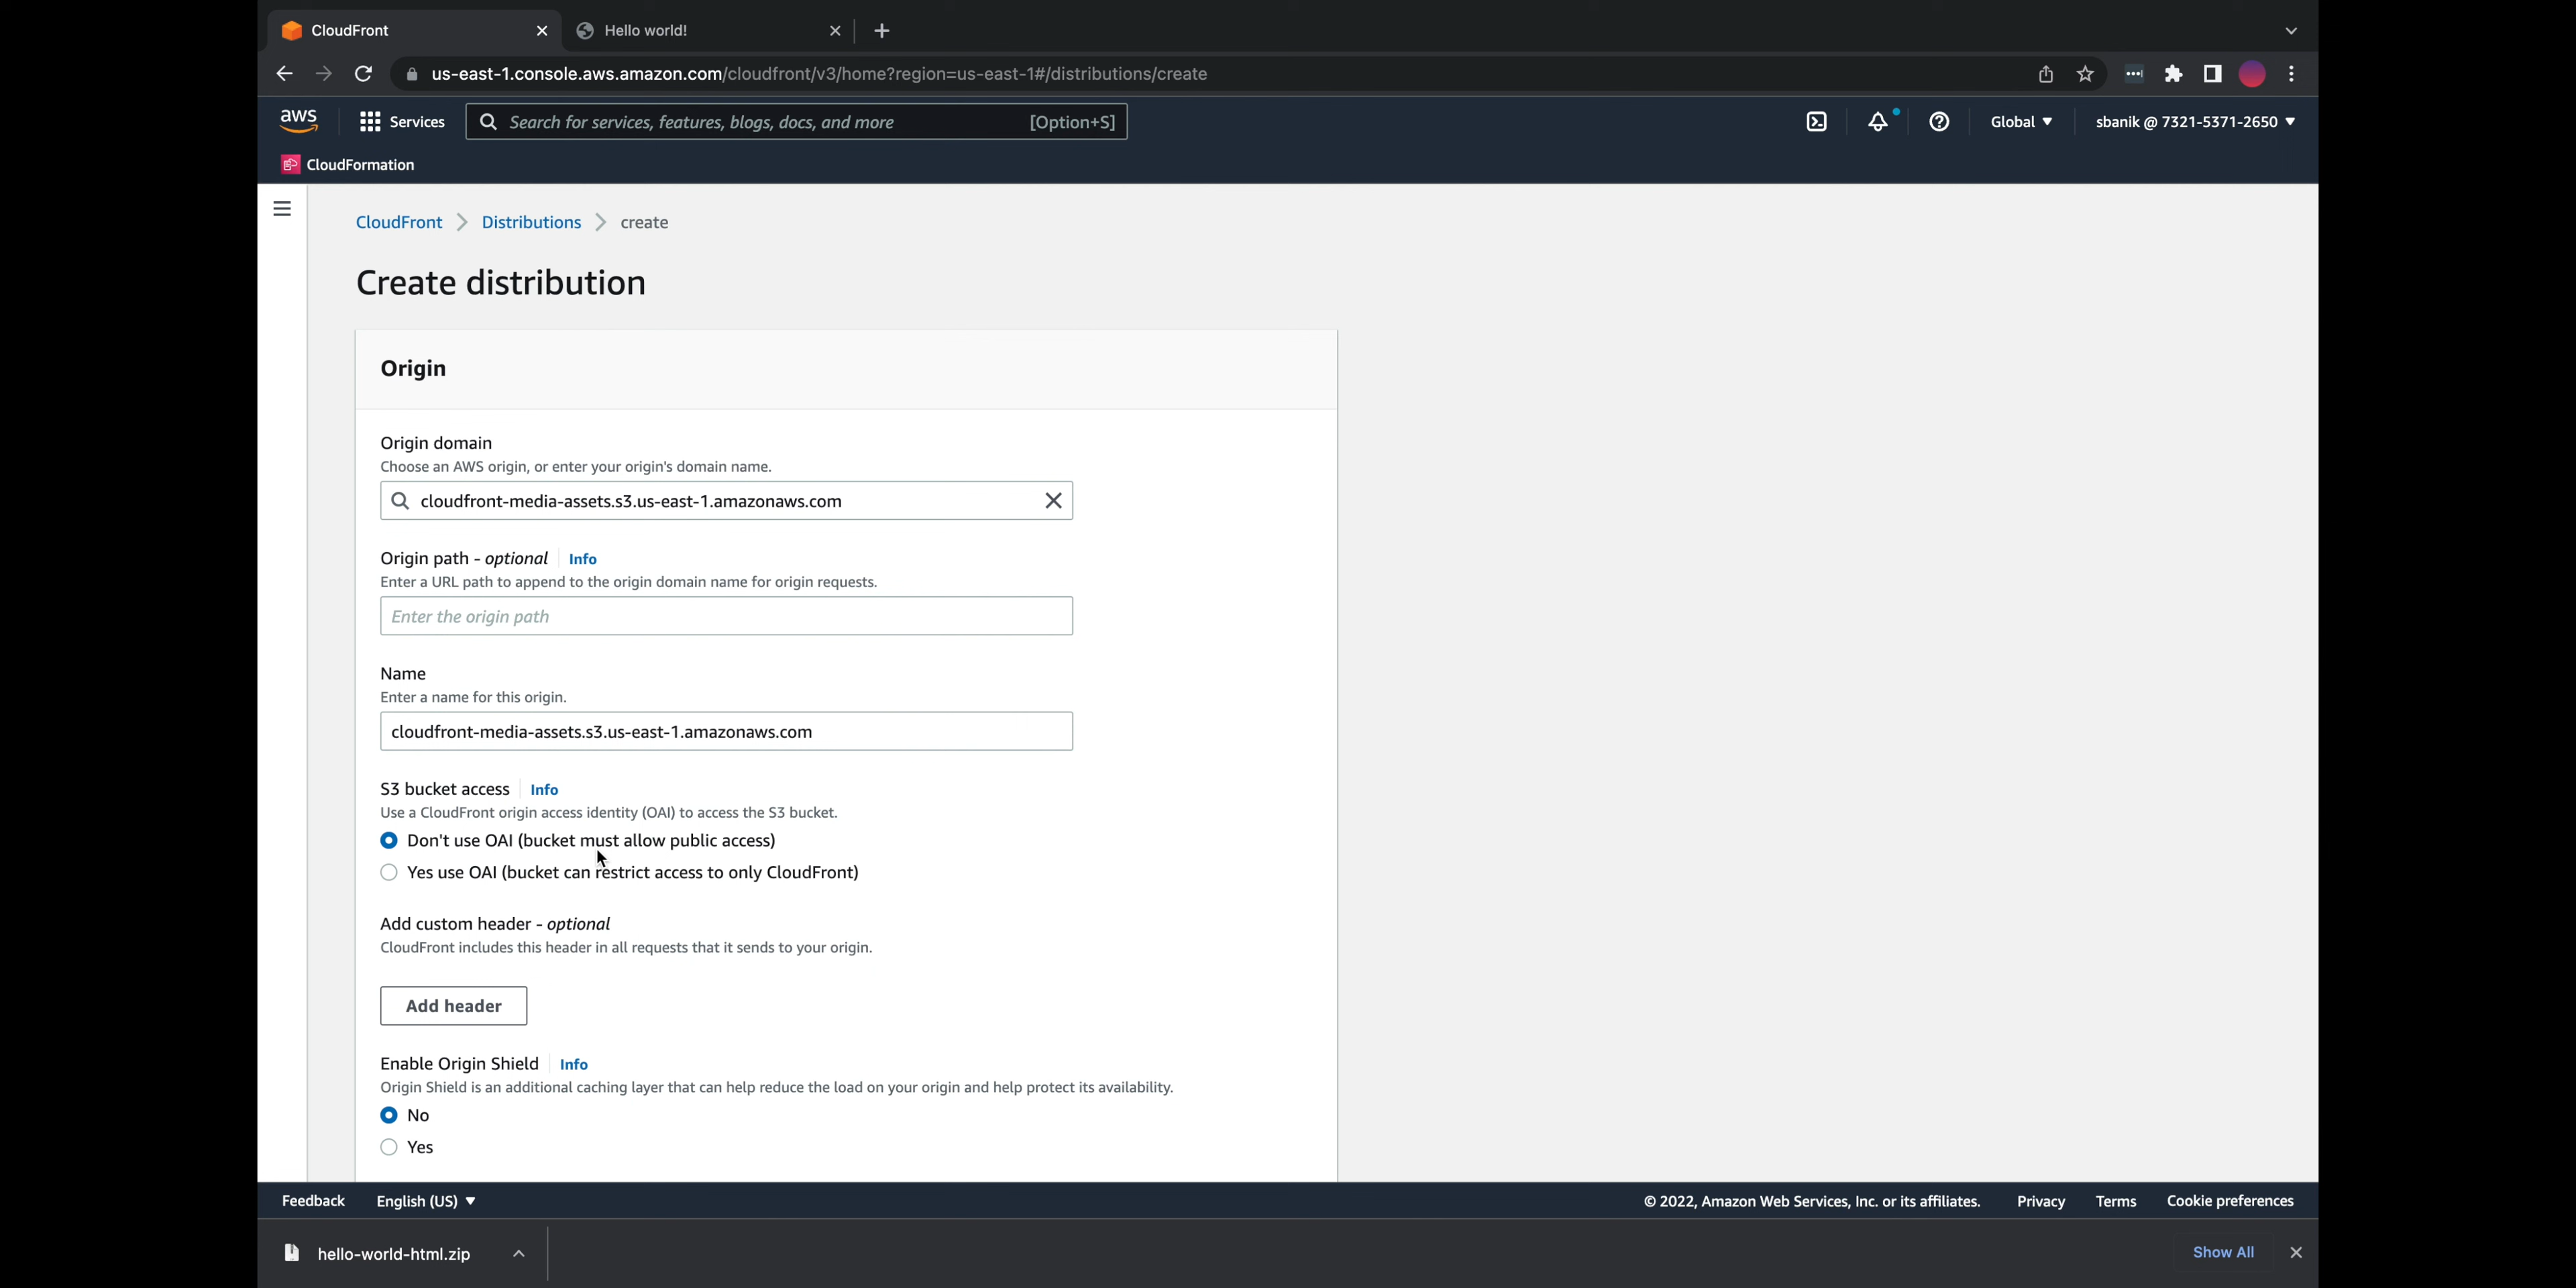 CloudFront
Hello world!
us-east-1.console.aws.amazon.com/cloudfront/v3/home?region=us-east-1#/distributions/create
aws
Services
Search for services, features, blogs, docs, and more
[Option+S]
Global
sbanik @ 7321-5371-2650
CloudFormation
CloudFront
Distributions
create
Create distribution
Origin
Origin domain
Choose an AWS origin, or enter your origin's domain name.
cloudfront-media-assets.s3.us-east-1.amazonaws.com
Origin path - optional
Info
Enter a URL path to append to the origin domain name for origin requests.
Enter the origin path
Name
Enter a name for this origin.
cloudfront-media-assets.s3.us-east-1.amazonaws.com
S3 bucket access
Info
Use a CloudFront origin access identity (OAI) to access the S3 bucket.
Don't use OAI (bucket must allow public access)
Yes use OAI (bucket can restrict access to only CloudFront)
Add custom header - optional
CloudFront includes this header in all requests that it sends to your origin.
Add header
Enable Origin Shield
Info
Origin Shield is an additional caching layer that can help reduce the load on your origin and help protect its availability.
No
Yes
Feedback
English (US)
© 2022, Amazon Web Services, Inc. or its affiliates.
Privacy
Terms
Cookie preferences
hello-world-html.zip
Show All